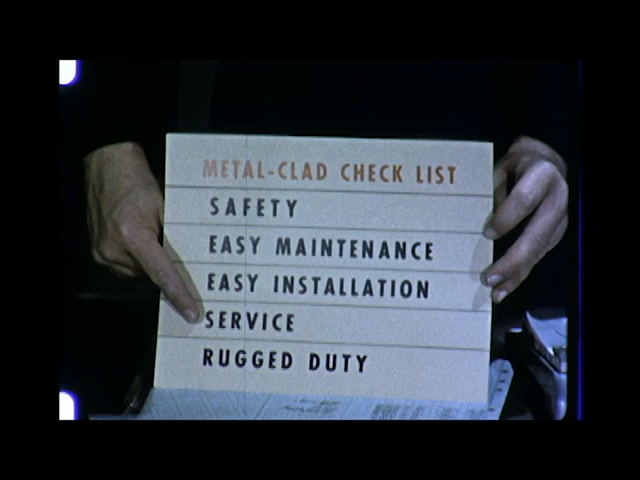 METAL-CLAD CHECK LIST
SAFETY
EASY MAINTENANCE
EASY INSTALLATION
SERVICE
RUGGED DUTY